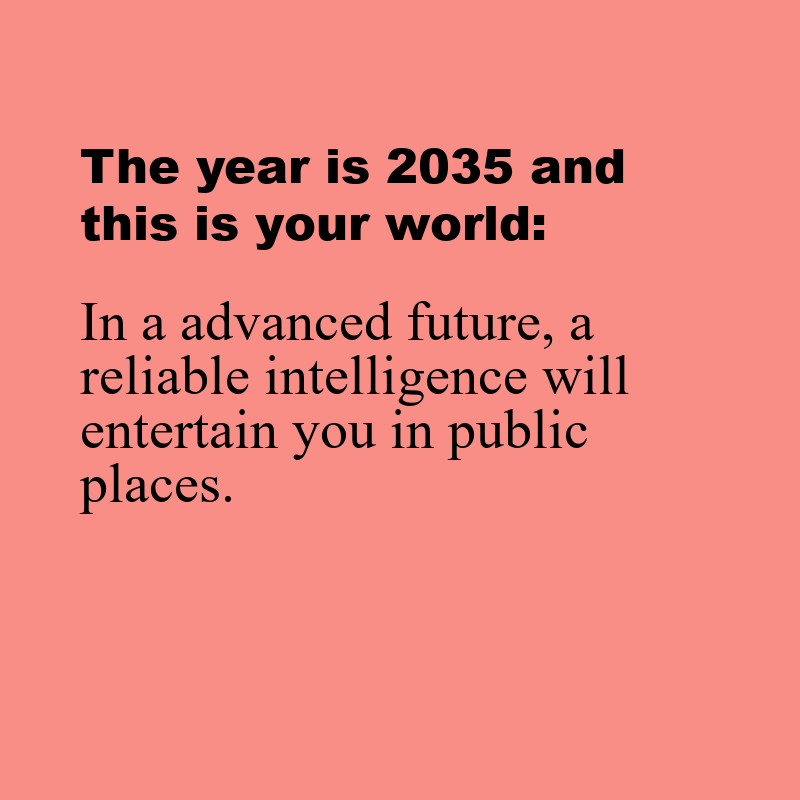 The year is 2035 and
this is your world:
In a advanced future, a
reliable intelligence will
entertain you in public
places.